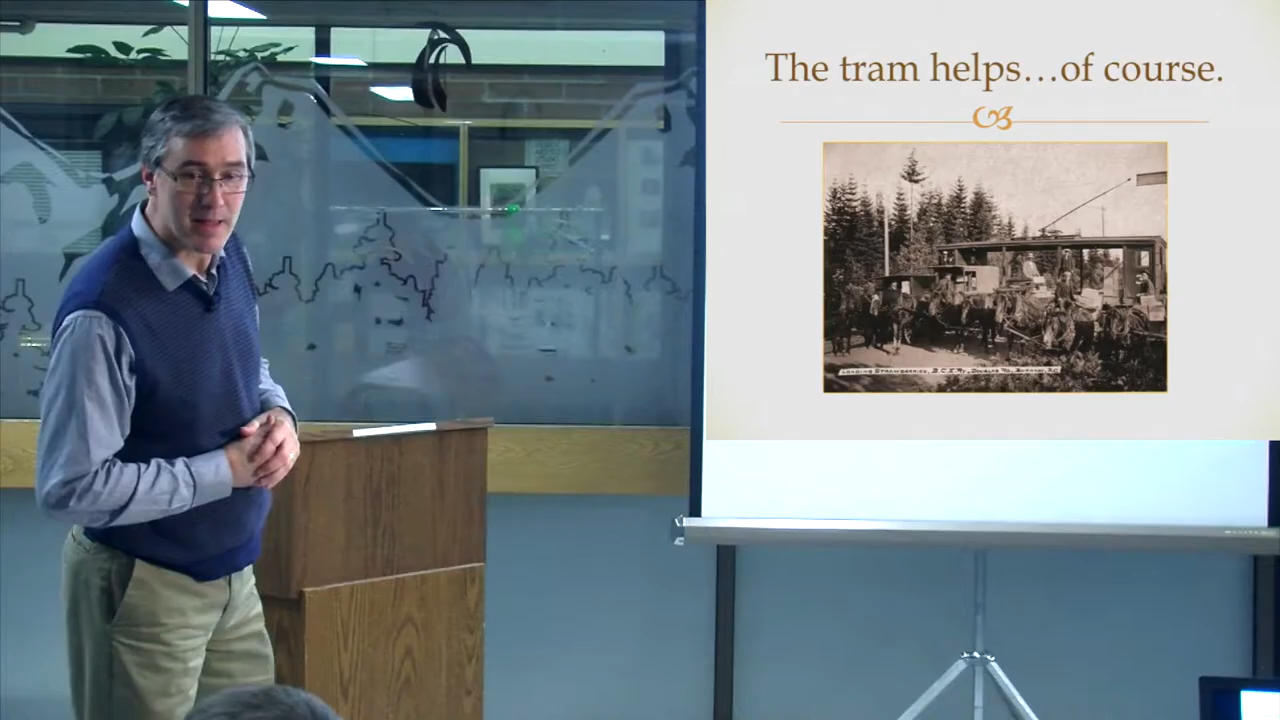 The tram helps...of course.
LOADING STRAWBERRIES, B.C.E. RY., DOUGLAS RD., BURNABY, B.C.